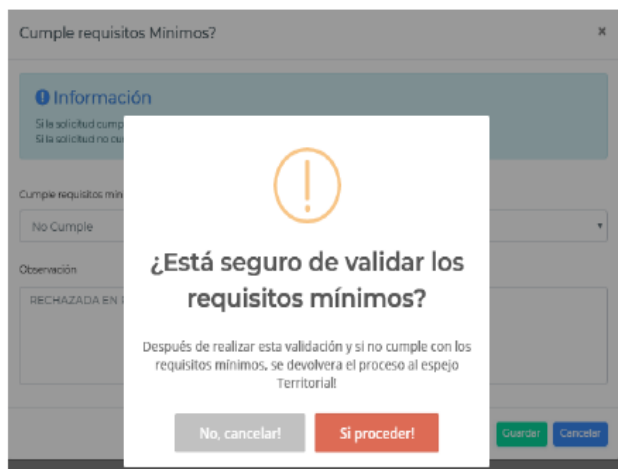 Cumple requisitos Mínimos?
×
Información
Si la solicitud cump
Si la solicitud no cu
Cumple requisitos mín
No Cumple
Observación
RECHAZADA EN
¿Está seguro de validar los
requisitos mínimos?
Después de realizar esta validación y si no cumple con los
requisitos mínimos, se devolvera el proceso al espejo
Territorial!
No, cancelar!
Si proceder!
Guardar
Cancelar